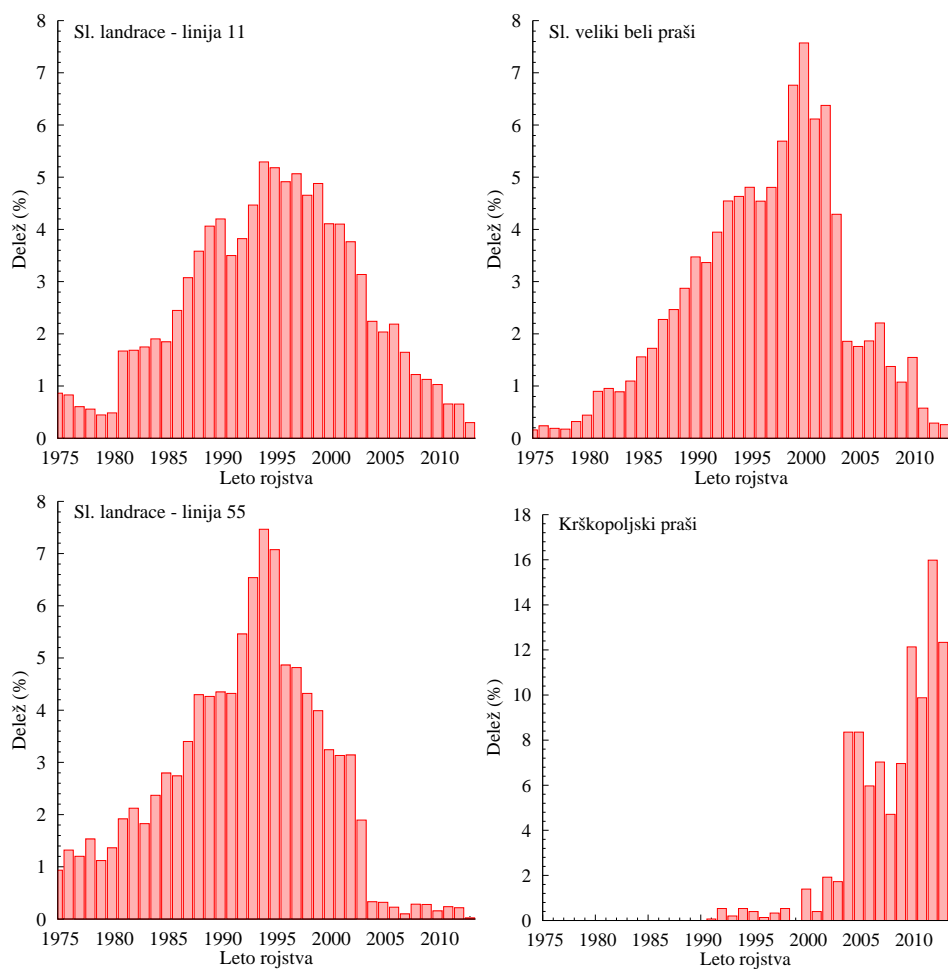 Sl. landrace - linija 11
Delež (%)
8
7
6
5
4
3
2
1
0
1975 1980 1985 1990 1995 2000 2005 2010
Leto rojstva
Sl. veliki beli praši
Delež (%)
8
7
6
5
4
3
2
1
0
1975 1980 1985 1990 1995 2000 2005 2010
Leto rojstva
Sl. landrace - linija 55
Delež (%)
8
7
6
5
4
3
2
1
0
1975 1980 1985 1990 1995 2000 2005 2010
Leto rojstva
Krškopoljski praši
Delež (%)
18
16
14
12
10
8
6
4
2
0
1975 1980 1985 1990 1995 2000 2005 2010
Leto rojstva